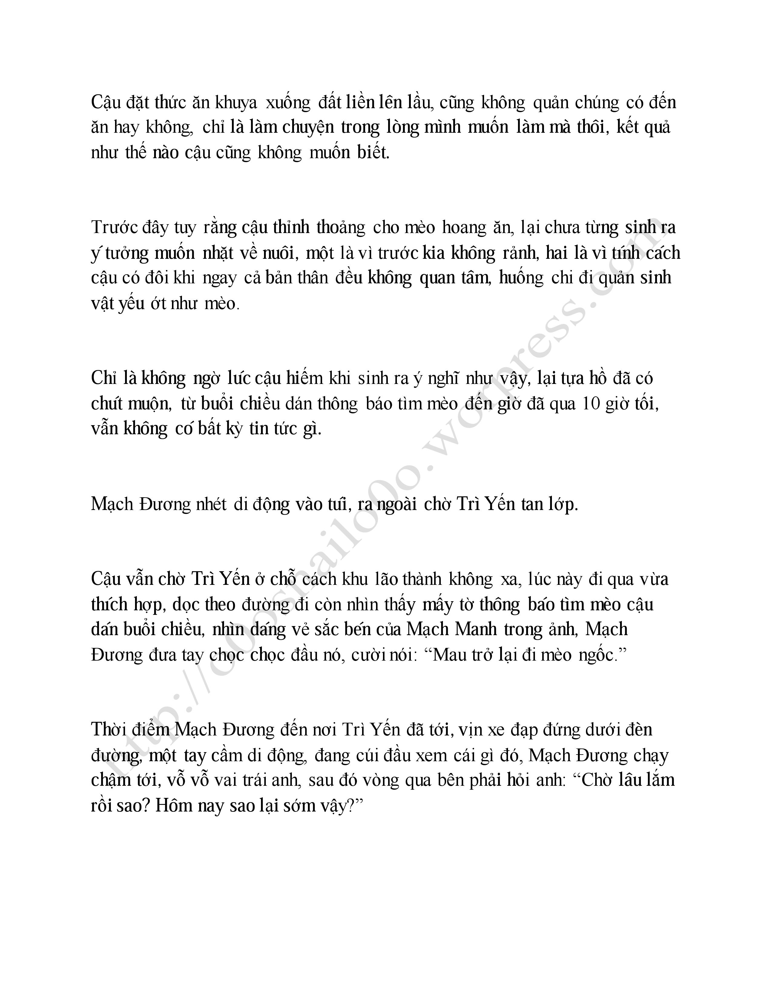 Cậu đặt thức ăn khuya xuống đất liền lên lầu, cũng không quản chúng có đến
ăn hay không, chỉ là làm chuyện trong lòng mình muốn làm mà thôi, kết quả
như thế nào cậu cũng không muốn biết.
Trước đây tuy rằng cậu thỉnh thoảng cho mèo hoang ăn, lại chưa từng sinh ra
ý tưởng muốn nhặt về nuôi, một là vì trước kia không rảnh, hai là vì tính cách
cậu có đôi khi ngay cả bản thân đều không quan tâm, huống chi đi quản sinh
vật yếu ớt như mèo.
Chỉ là không ngờ lúc cậu hiếm khi sinh ra ý nghĩ như vậy, lại tựa hồ đã có
chút muộn, từ buổi chiều dán thông báo tìm mèo đến giờ đã qua 10 giờ tối,
vẫn không có bất kỳ tin tức gì.
Mạch Đương nhét di động vào túi, ra ngoài chờ Trì Yến tan lớp.
Cậu vẫn chờ Trì Yến ở chỗ cách khu lão thành không xa, lúc này đi qua vừa
thích hợp, dọc theo đường đi còn nhìn thấy mấy tờ thông báo tìm mèo cậu
dán buổi chiều, nhìn dáng vẻ sắc bén của Mạch Manh trong ảnh, Mạch
Đương đưa tay chọc chọc đầu nó, cười nói: “Mau trở lại đi mèo ngốc.”
Thời điểm Mạch Đương đến nơi Trì Yến đã tới, vịn xe đạp đứng dưới đèn
đường, một tay cầm di động, đang cúi đầu xem cái gì đó, Mạch Đương chạy
chậm tới, vỗ vỗ vai trái anh, sau đó vòng qua bên phải hỏi anh: “Chờ lâu lắm
rồi sao? Hôm nay sao lại sớm vậy?”
http://o0osnailo0o.worpress.com